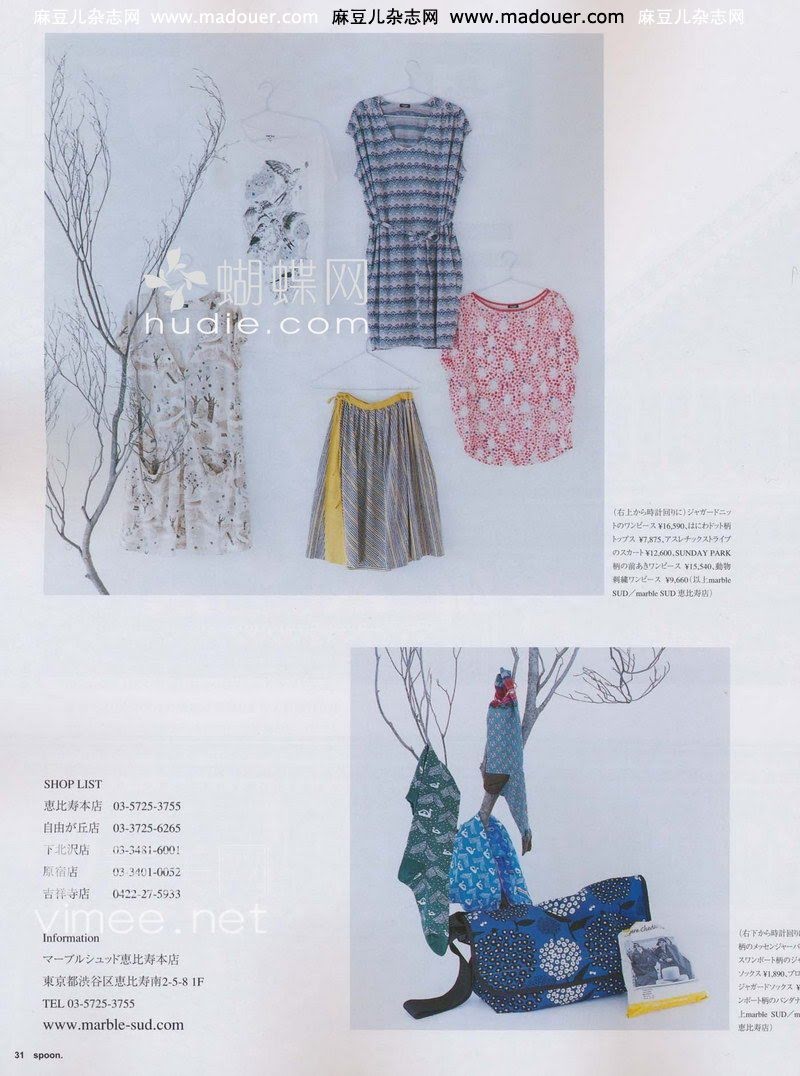 麻豆儿杂志网 www.madouer.com 麻豆儿杂志网 www.madouer.com 麻豆儿杂志网
蝴蝶网
hudie.com
(右上から時計回りに)ジャガードニッ
トのワンピース ¥16,590、はにわドット柄
トップス ¥7,875、アスレチックストライプ
のスカート ¥12,600、SUNDAY PARK
柄の前あきワンピース ¥15,540、動物
刺繍ワンピース ¥9,660(以上marble
SUD/marble SUD 恵比寿店)
SHOP LIST
恵比寿本店 03-5725-3755
自由が丘店 03-3725-6265
下北沢店 03-3481-6001
原宿店 03-3401-0052
吉祥寺店 0422-27-5933
vimee.net
Information
マーブルシュッド恵比寿本店
東京都渋谷区恵比寿南2-5-8 1F
TEL 03-5725-3755
www.marble-sud.com
(右下から時計回り
柄のメッセンジャーバ
スワンボート柄のジャ
ソックス ¥1,890、ブロ
ジャガードソックス ¥
ンボート柄のバンダナ
上marble SUD/m
恵比寿店)
31 spoon.